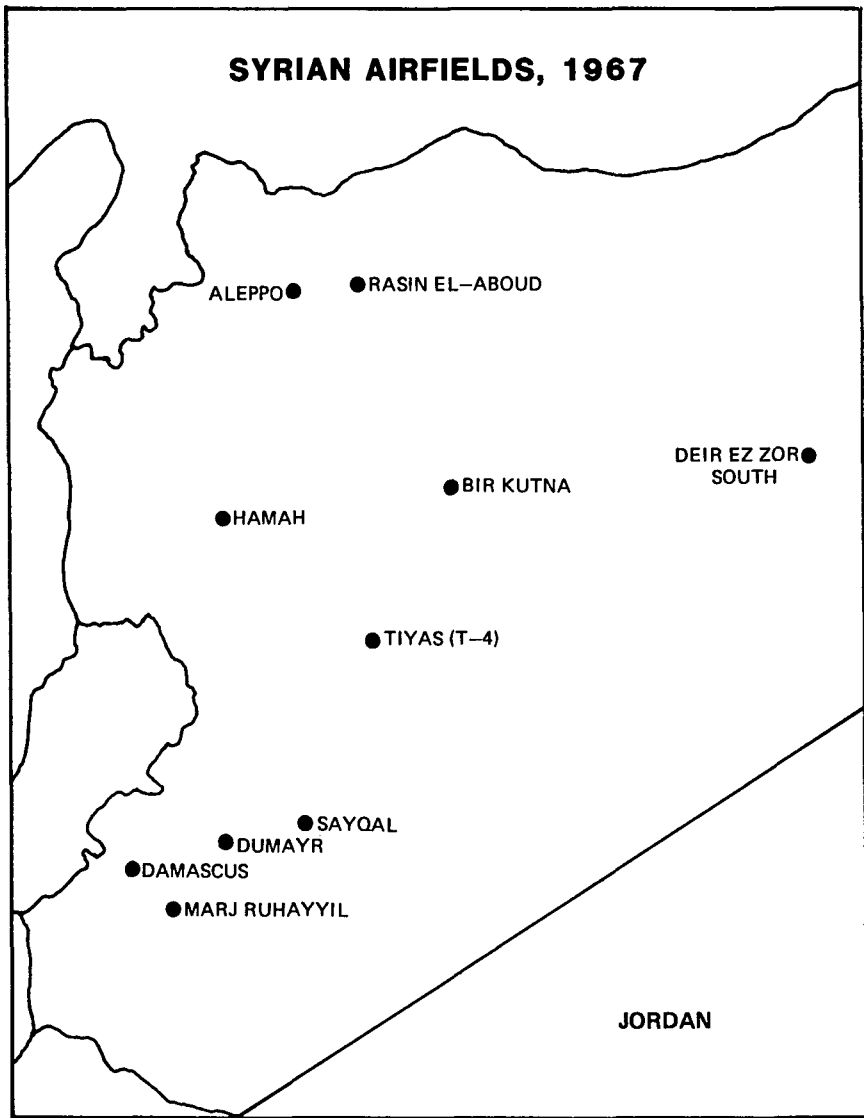 SYRIAN AIRFIELDS, 1967
ALEPPO
RASIN EL–ABOUD
DEIR EZ ZOR
SOUTH
BIR KUTNA
HAMAH
TIYAS (T–4)
SAYQAL
DUMAYR
DAMASCUS
MARJ RUHAYYIL
JORDAN